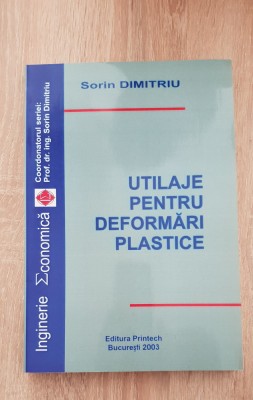 Sorin DIMITRIU
UTILAJE
PENTRU
DEFORMĂRI
PLASTICE
Editura Printech
Bucureşti 2003
Inginerie Σconomică
Coordonatorul seriei:
Prof. dr. ing. Sorin Dimitriu